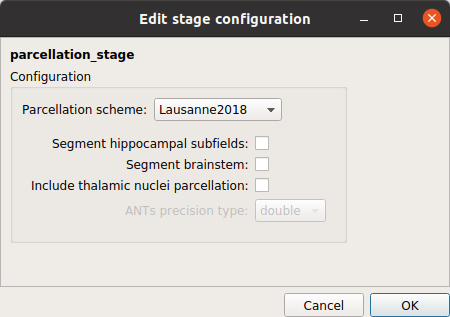 Edit stage configuration
parcellation_stage
Configuration
Parcellation scheme: Lausanne2018
Segment hippocampal subfields:
Segment brainstem:
Include thalamic nuclei parcellation:
ANTs precision type: double
Cancel OK